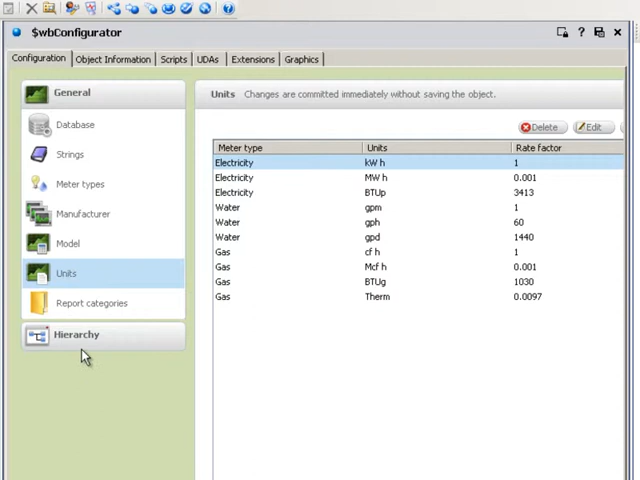 $wbConfigurator
Configuration Object Information Scripts UDAs Extensions Graphics
General
Database
Strings
Meter types
Manufacturer
Model
Units
Report categories
Hierarchy
Units Changes are committed immediately without saving the object.
Delete Edit
Meter type Units Rate factor
Electricity kW h 1
Electricity MW h 0.001
Electricity BTUp 3413
Water gpm 1
Water gph 60
Water gpd 1440
Gas cf h 1
Gas Mcf h 0.001
Gas BTUg 1030
Gas Therm 0.0097